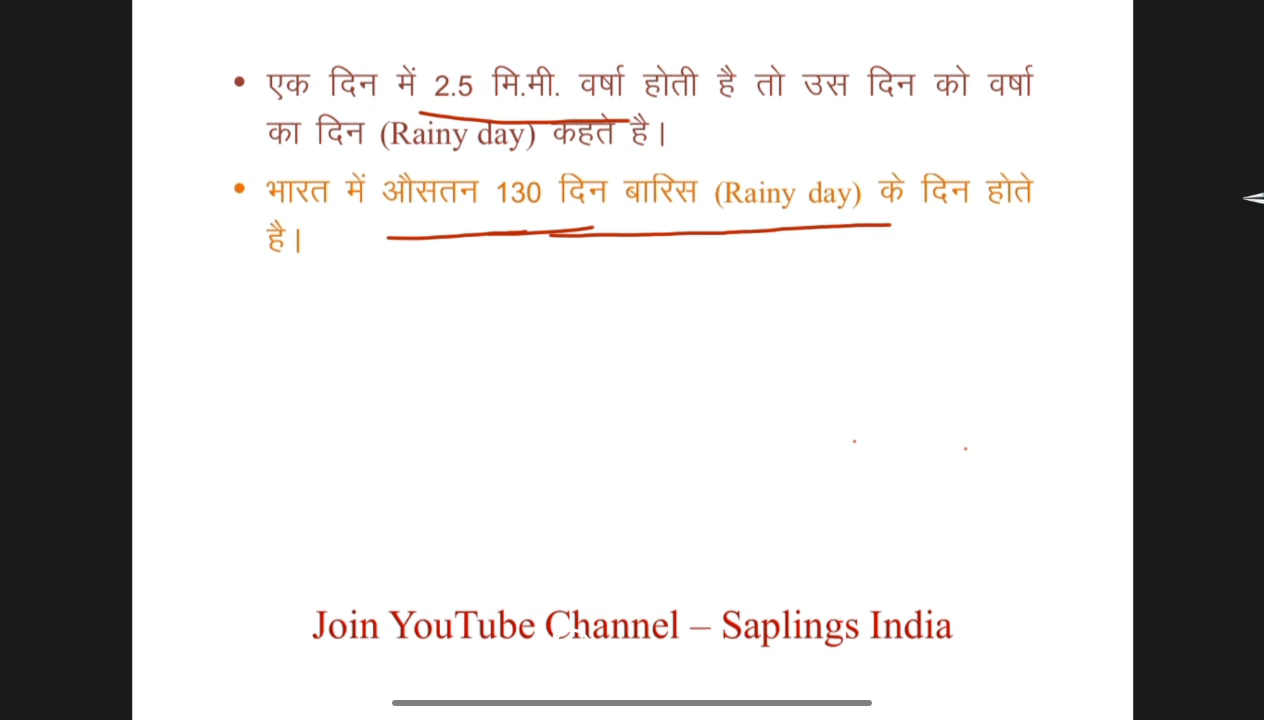 • एक दिन में 2.5 मि.मी. वर्षा होती है तो उस दिन को वर्षा
का दिन (Rainy day) कहते है।
• भारत में औसतन 130 दिन बारिस (Rainy day) के दिन होते
है।
Join YouTube Channel – Saplings India